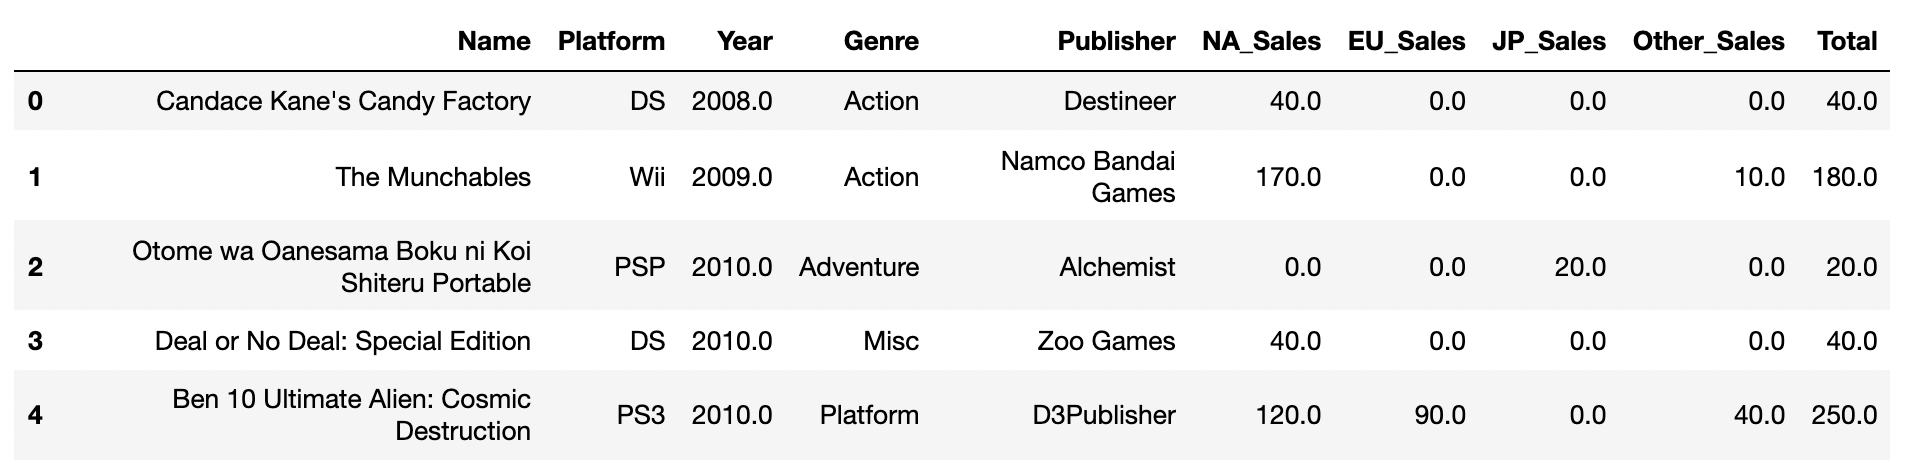 Name Platform Year Genre Publisher NA_Sales EU_Sales JP_Sales Other_Sales Total
0 Candace Kane's Candy Factory DS 2008.0 Action Destineer 40.0 0.0 0.0 0.0 40.0
1 The Munchables Wii 2009.0 Action Namco Bandai
Games 170.0 0.0 0.0 10.0 180.0
2 Otome wa Oanesama Boku ni Koi
Shiteru Portable PSP 2010.0 Adventure Alchemist 0.0 0.0 20.0 0.0 20.0
3 Deal or No Deal: Special Edition DS 2010.0 Misc Zoo Games 40.0 0.0 0.0 0.0 40.0
4 Ben 10 Ultimate Alien: Cosmic
Destruction PS3 2010.0 Platform D3Publisher 120.0 90.0 0.0 40.0 250.0